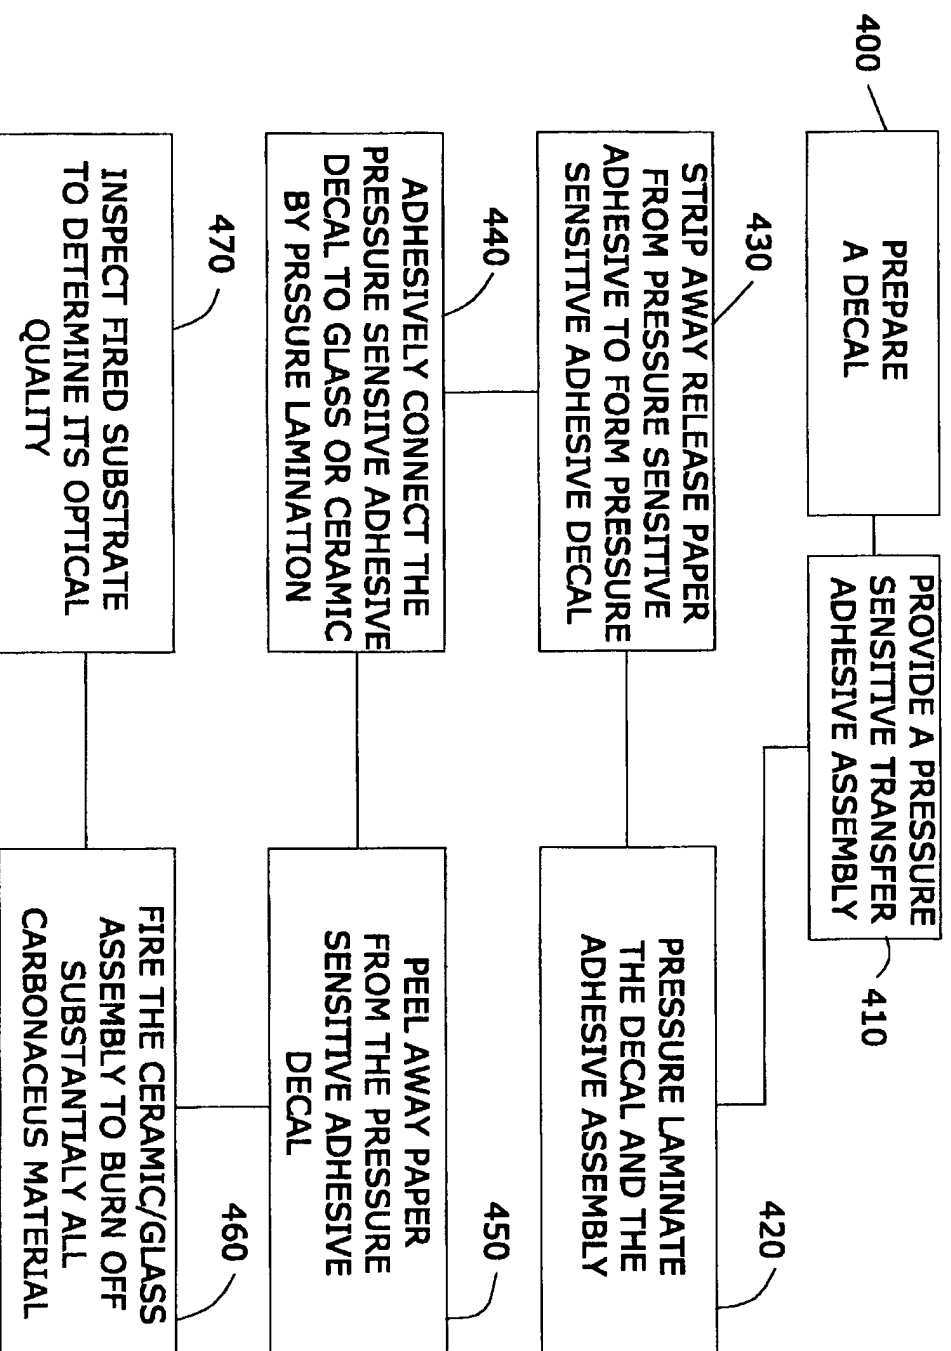 400
PREPARE
A DECAL
PROVIDE A PRESSURE
SENSITIVE TRANSFER
ADHESIVE ASSEMBLY
410
420
PRESSURE LAMINATE
THE DECAL AND THE
ADHESIVE ASSEMBLY
430
STRIP AWAY RELEASE PAPER
FROM PRESSURE SENSITIVE
ADHESIVE TO FORM PRESSURE
SENSITIVE ADHESIVE DECAL
440
ADHESIVELY CONNECT THE
PRESSURE SENSIIVE ADHESIVE
DECAL TO GLASS OR CERAMIC
BY PRSSURE LAMINATION
450
PEEL AWAY PAPER
FROM THE PRESSURE
SENSITIVE ADHESIVE
DECAL
460
FIRE THE CERAMIC/GLASS
ASSEMBLY TO BURN OFF
SUBSTANTIALY ALL
CARBONACEUS MATERIAL
470
INSPECT FIRED SUBSTRATE
TO DETERMINE ITS OPTICAL
QUALITY